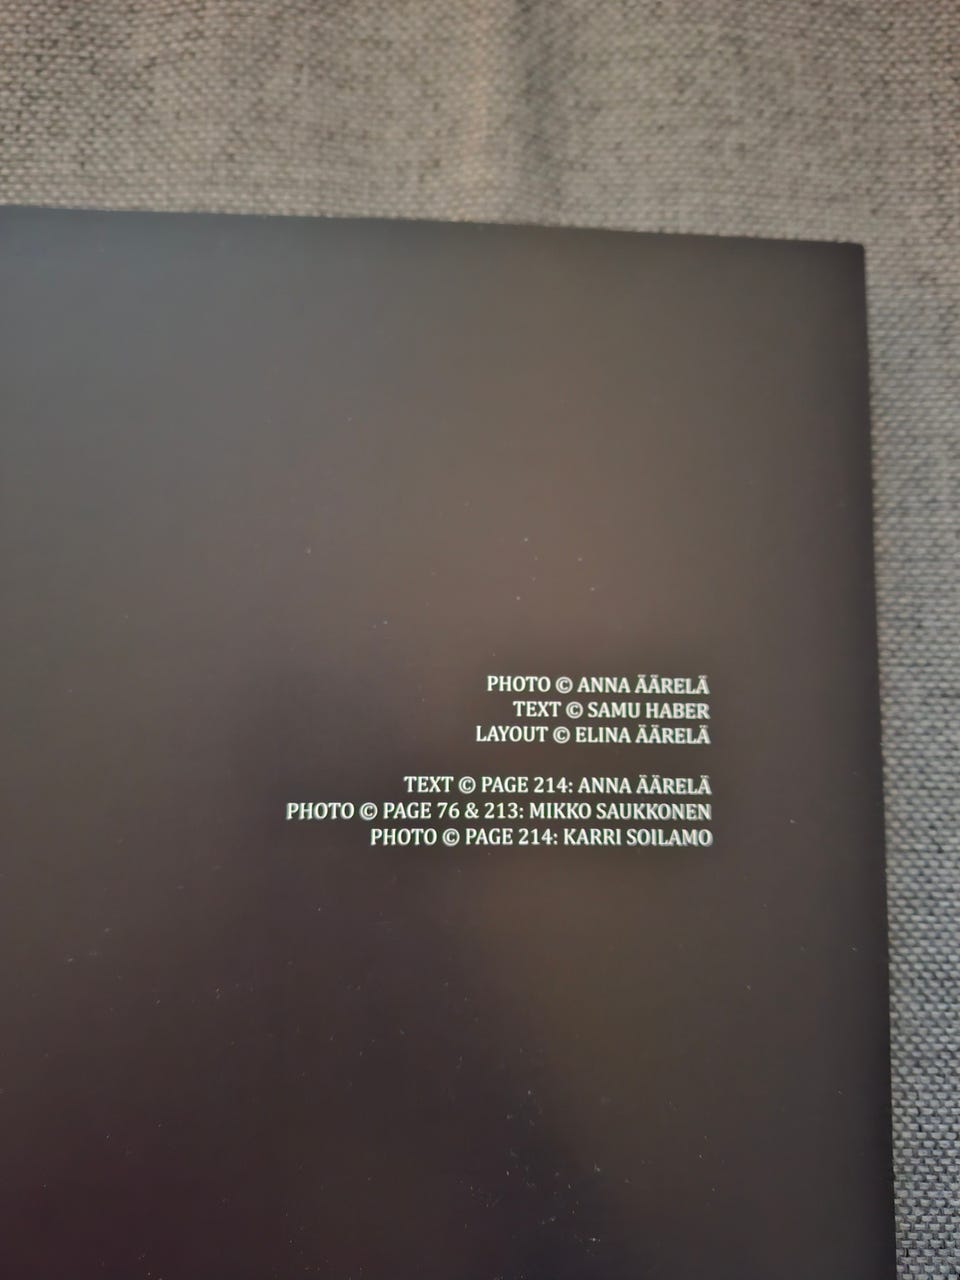 PHOTO © ANNA ÄÄRELÄ
TEXT © SAMU HABER
LAYOUT © ELINA ÄÄRELÄ
TEXT © PAGE 214: ANNA ÄÄRELÄ
PHOTO © PAGE 76 & 213: MIKKO SAUKKONEN
PHOTO © PAGE 214: KARRI SOILAMO